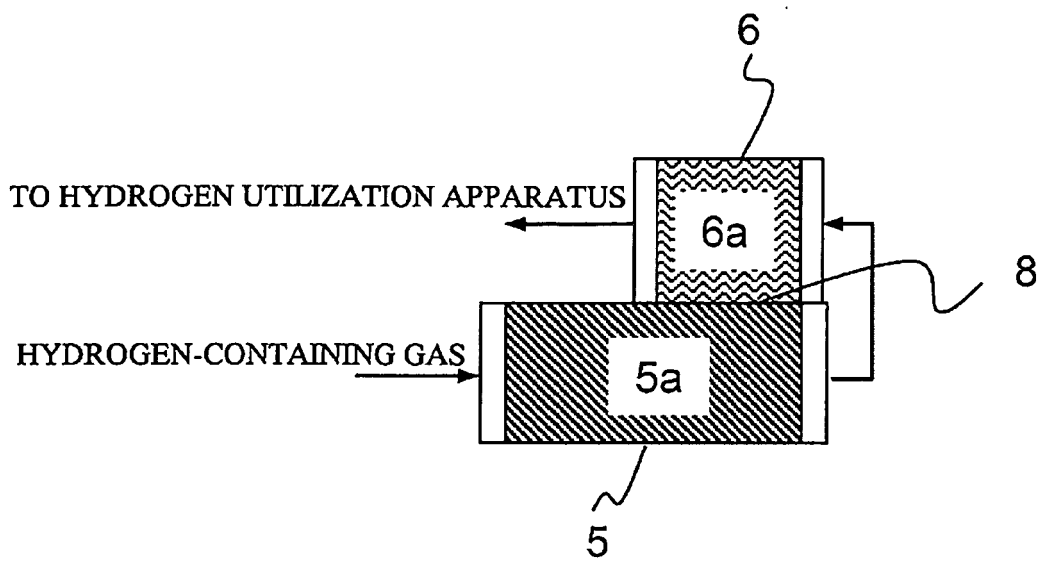 6
TO HYDROGEN UTILIZATION APPARATUS
6a
8
HYDROGEN-CONTAINING GAS
5a
5